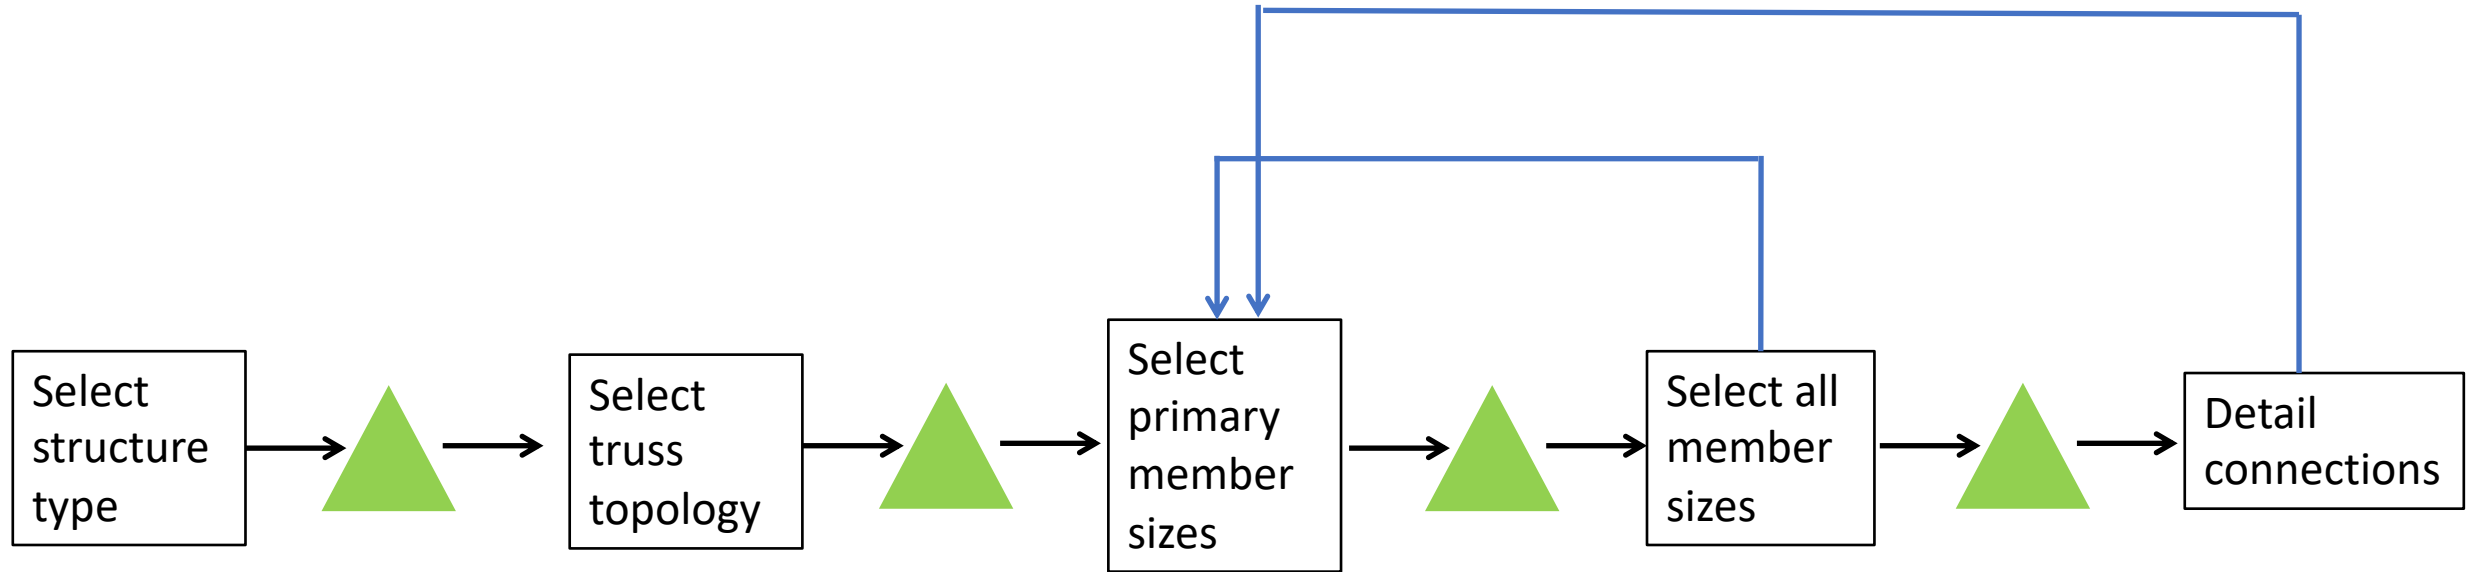 Select
structure
type
Select
truss
topology
Select
primary
member
sizes
Select all
member
sizes
Detail
connections